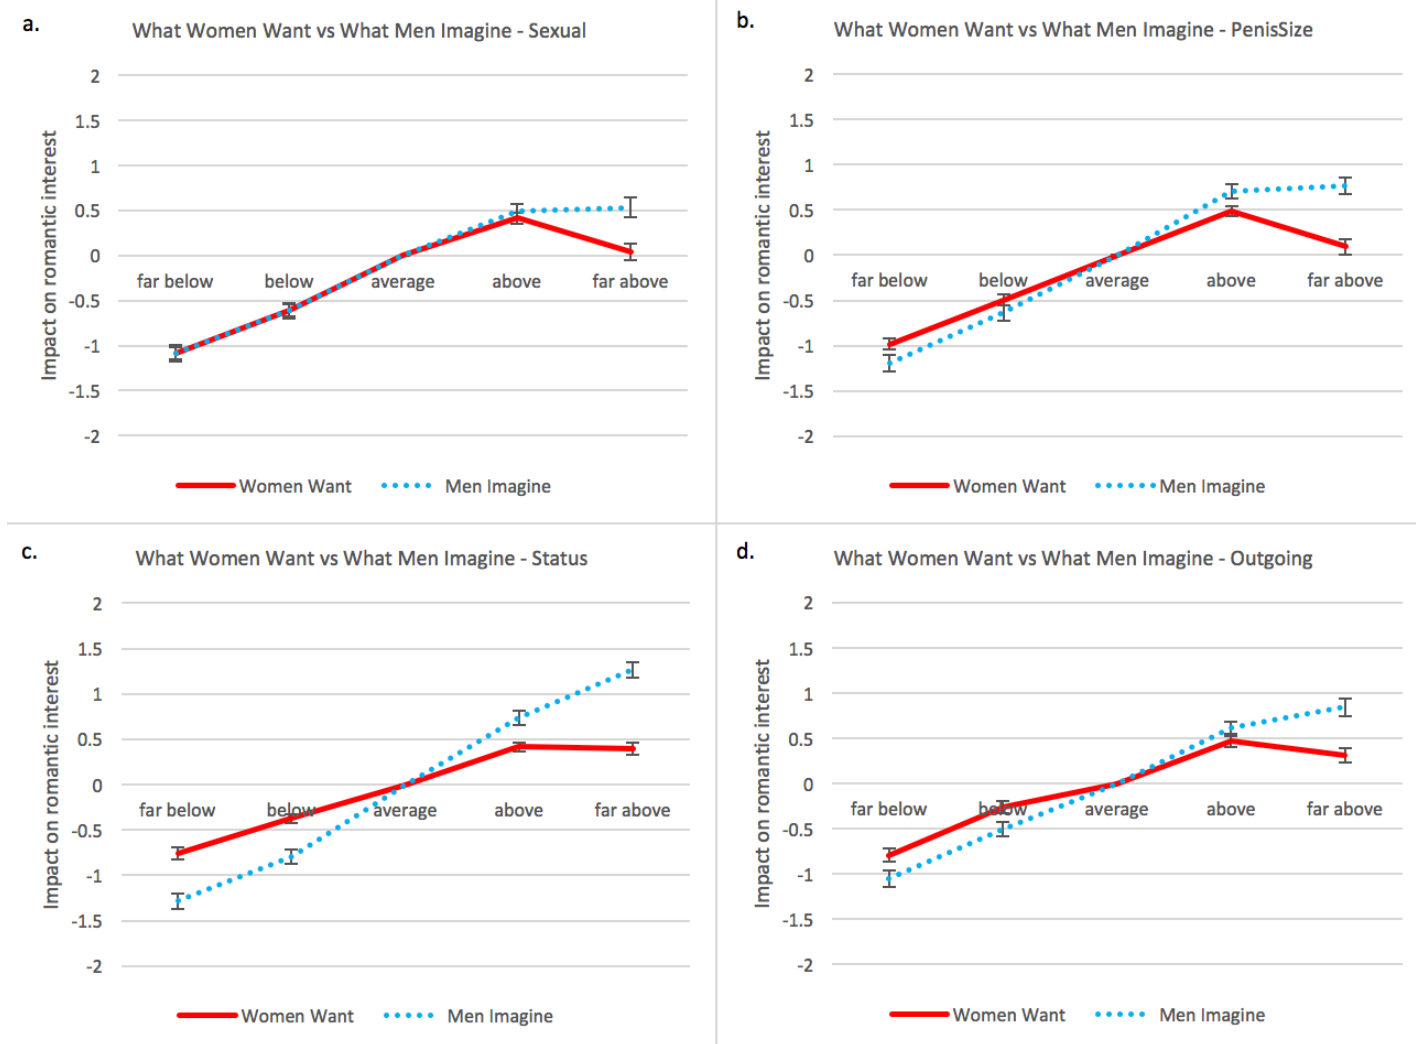 a.
What Women Want vs What Men Imagine - Sexual
Impact on romantic interest
2
1.5
1
0.5
0
-0.5
-1
-1.5
-2
far below below average above far above
Women Want Men Imagine
b.
What Women Want vs What Men Imagine - PenisSize
Impact on romantic interest
2
1.5
1
0.5
0
-0.5
-1
-1.5
-2
far below below average above far above
Women Want Men Imagine
c.
What Women Want vs What Men Imagine - Status
Impact on romantic interest
2
1.5
1
0.5
0
-0.5
-1
-1.5
-2
far below below average above far above
Women Want Men Imagine
d.
What Women Want vs What Men Imagine - Outgoing
Impact on romantic interest
2
1.5
1
0.5
0
-0.5
-1
-1.5
-2
far below below average above far above
Women Want Men Imagine